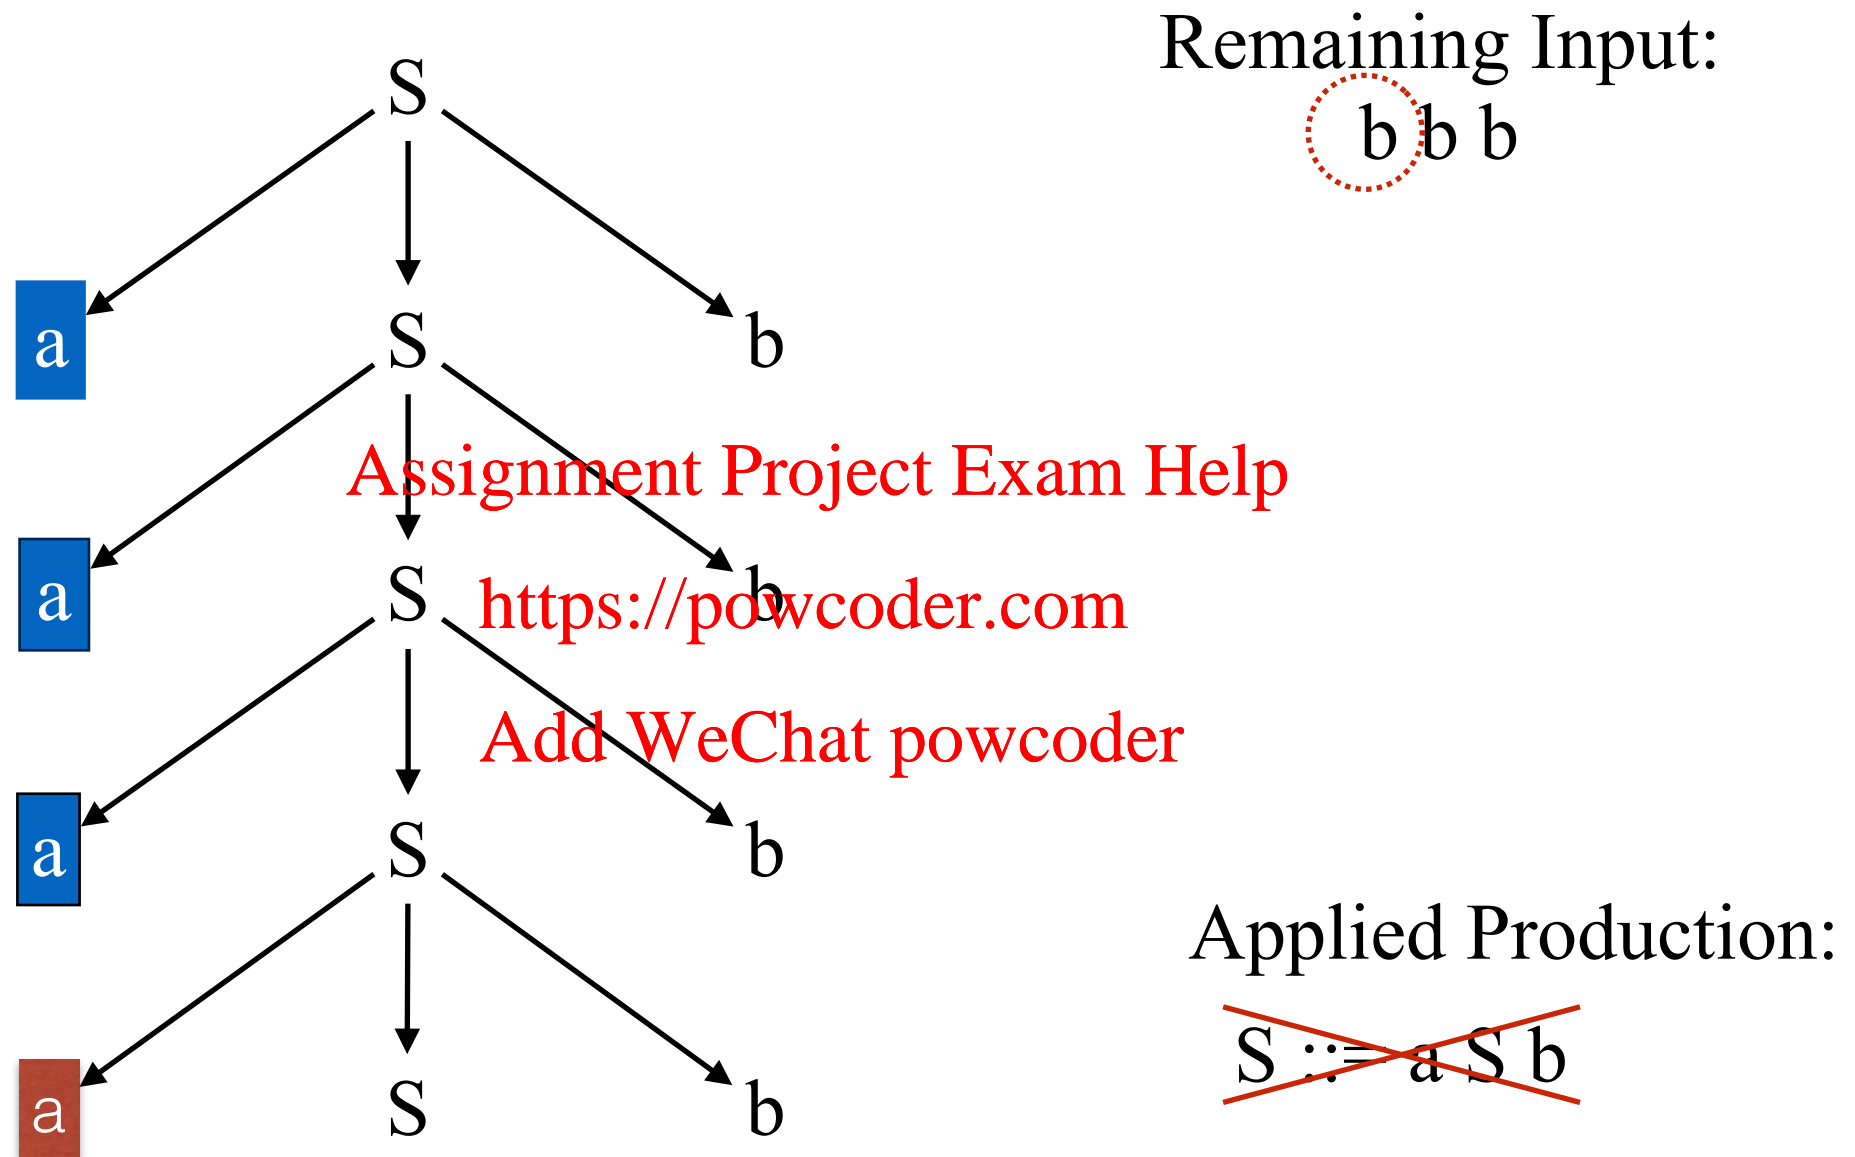 S
Remaining Input:
b b b
a S b
Assignment Project Exam Help
a S b
https://powcoder.com
Add WeChat powcoder
a S b
Applied Production:
S ::= a S b
a S b